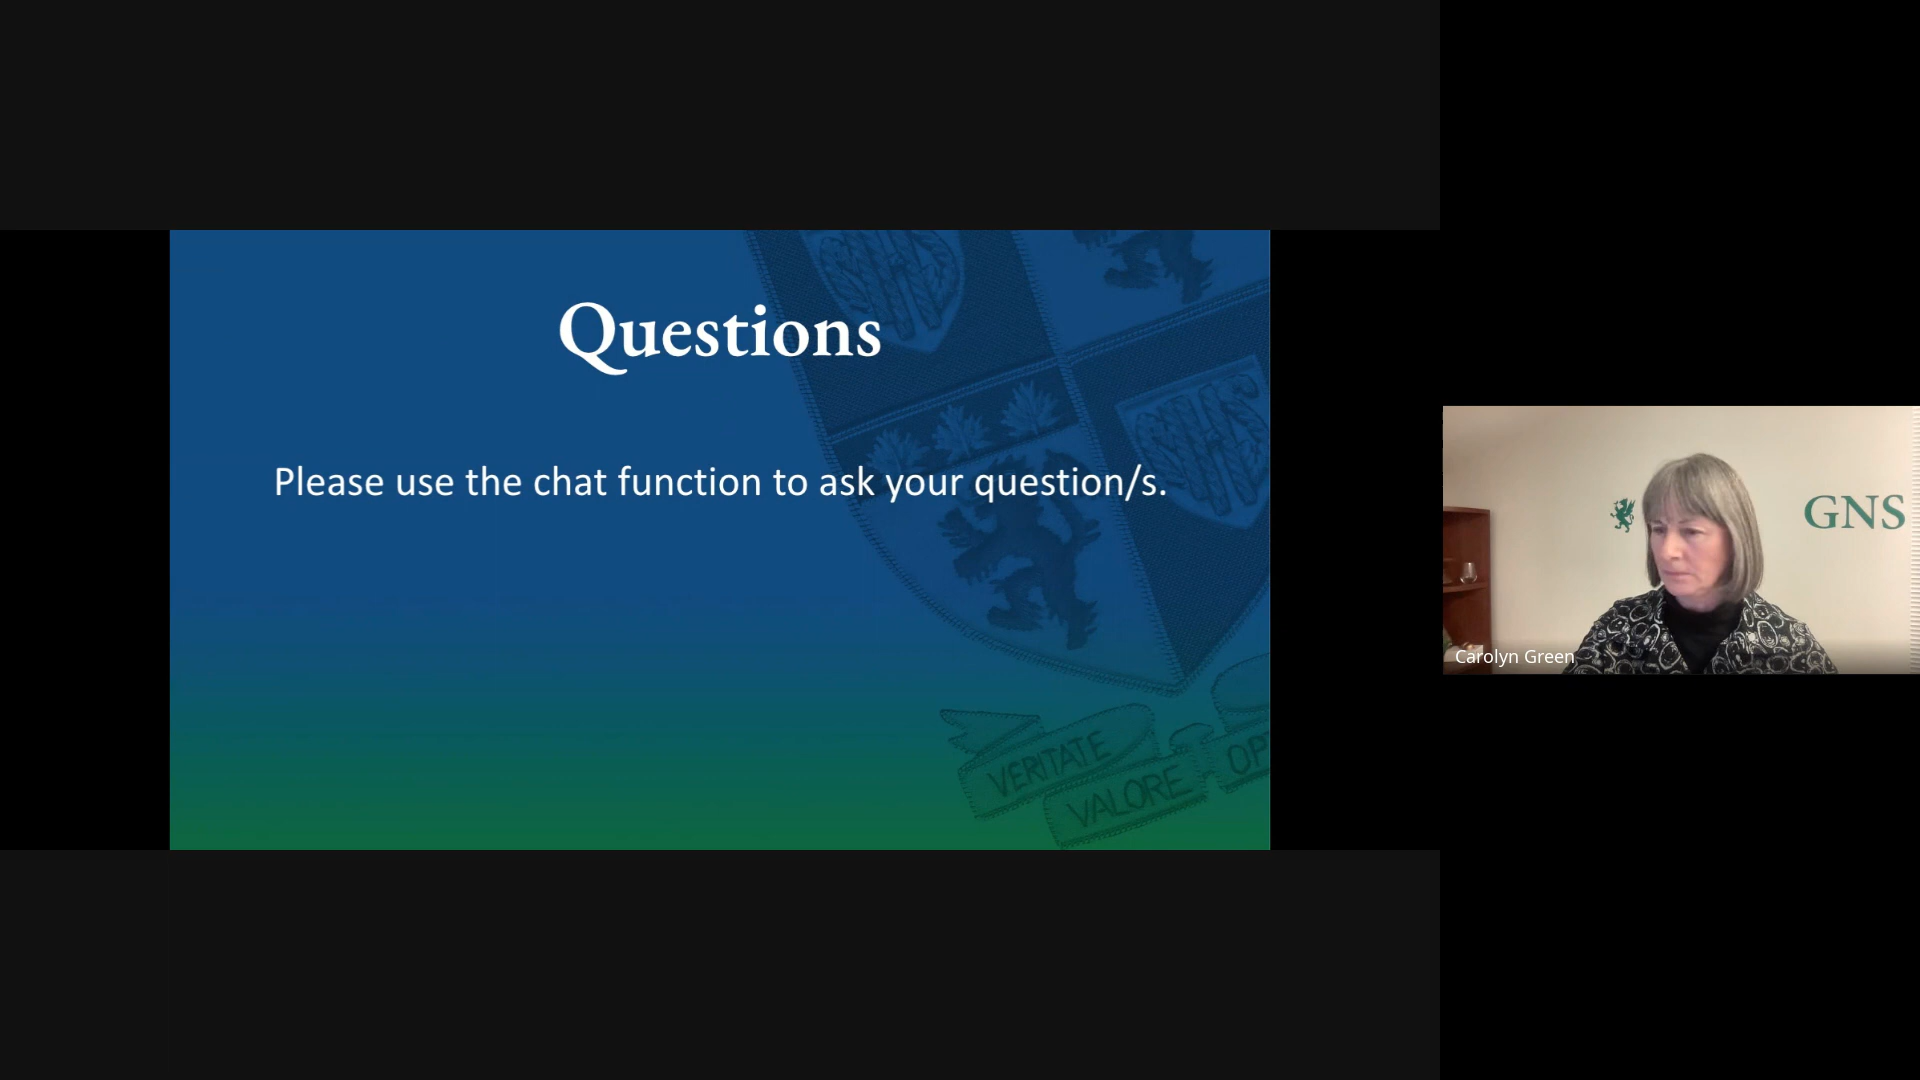 Questions
Please use the chat function to ask your question/s.
VERITATE
VALORE
GNS
Carolyn Green